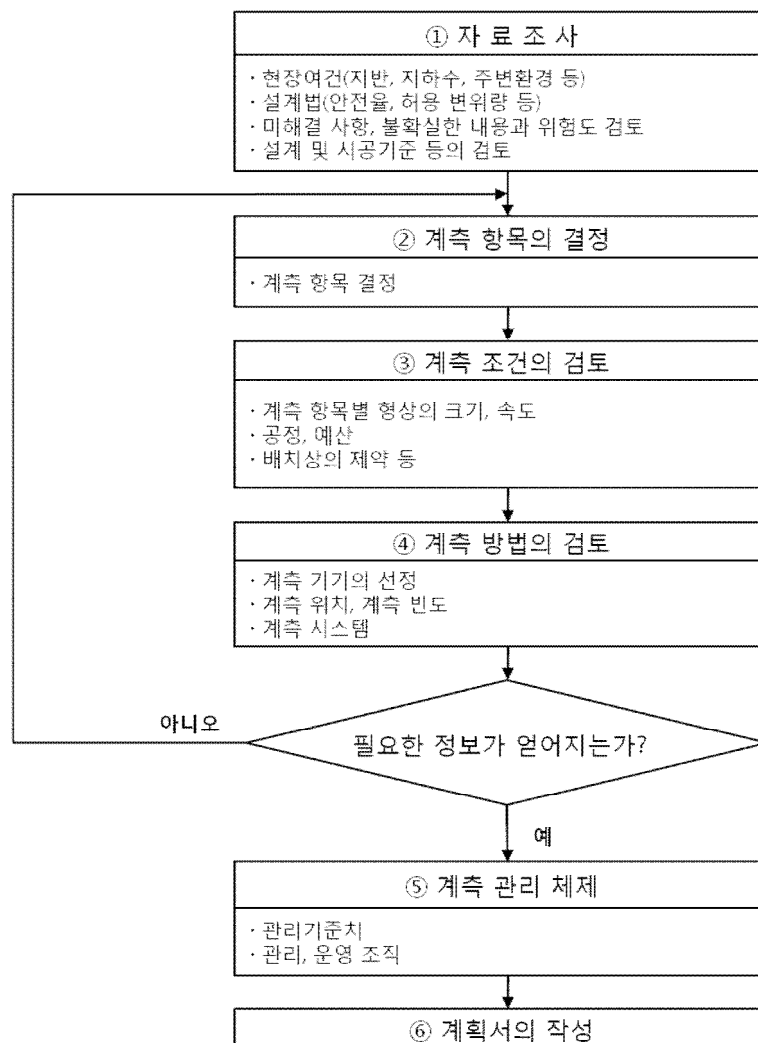 ① 자 료 조 사
· 현장여건(지반, 지하수, 주변환경 등)
· 설계법(안전율, 허용 변위량 등)
· 미해결 사항, 불확실한 내용과 위험도 검토
· 설계 및 시공기준 등의 검토
② 계측 항목의 결정
· 계측 항목 결정
③ 계측 조건의 검토
· 계측 항목별 형상의 크기, 속도
· 공정, 예산
· 배치상의 제약 등
④ 계측 방법의 검토
· 계측 기기의 선정
· 계측 위치, 계측 빈도
· 계측 시스템
아니오
필요한 정보가 얻어지는가?
예
⑤ 계측 관리 체제
· 관리기준치
· 관리, 운영 조직
⑥ 계획서의 작성